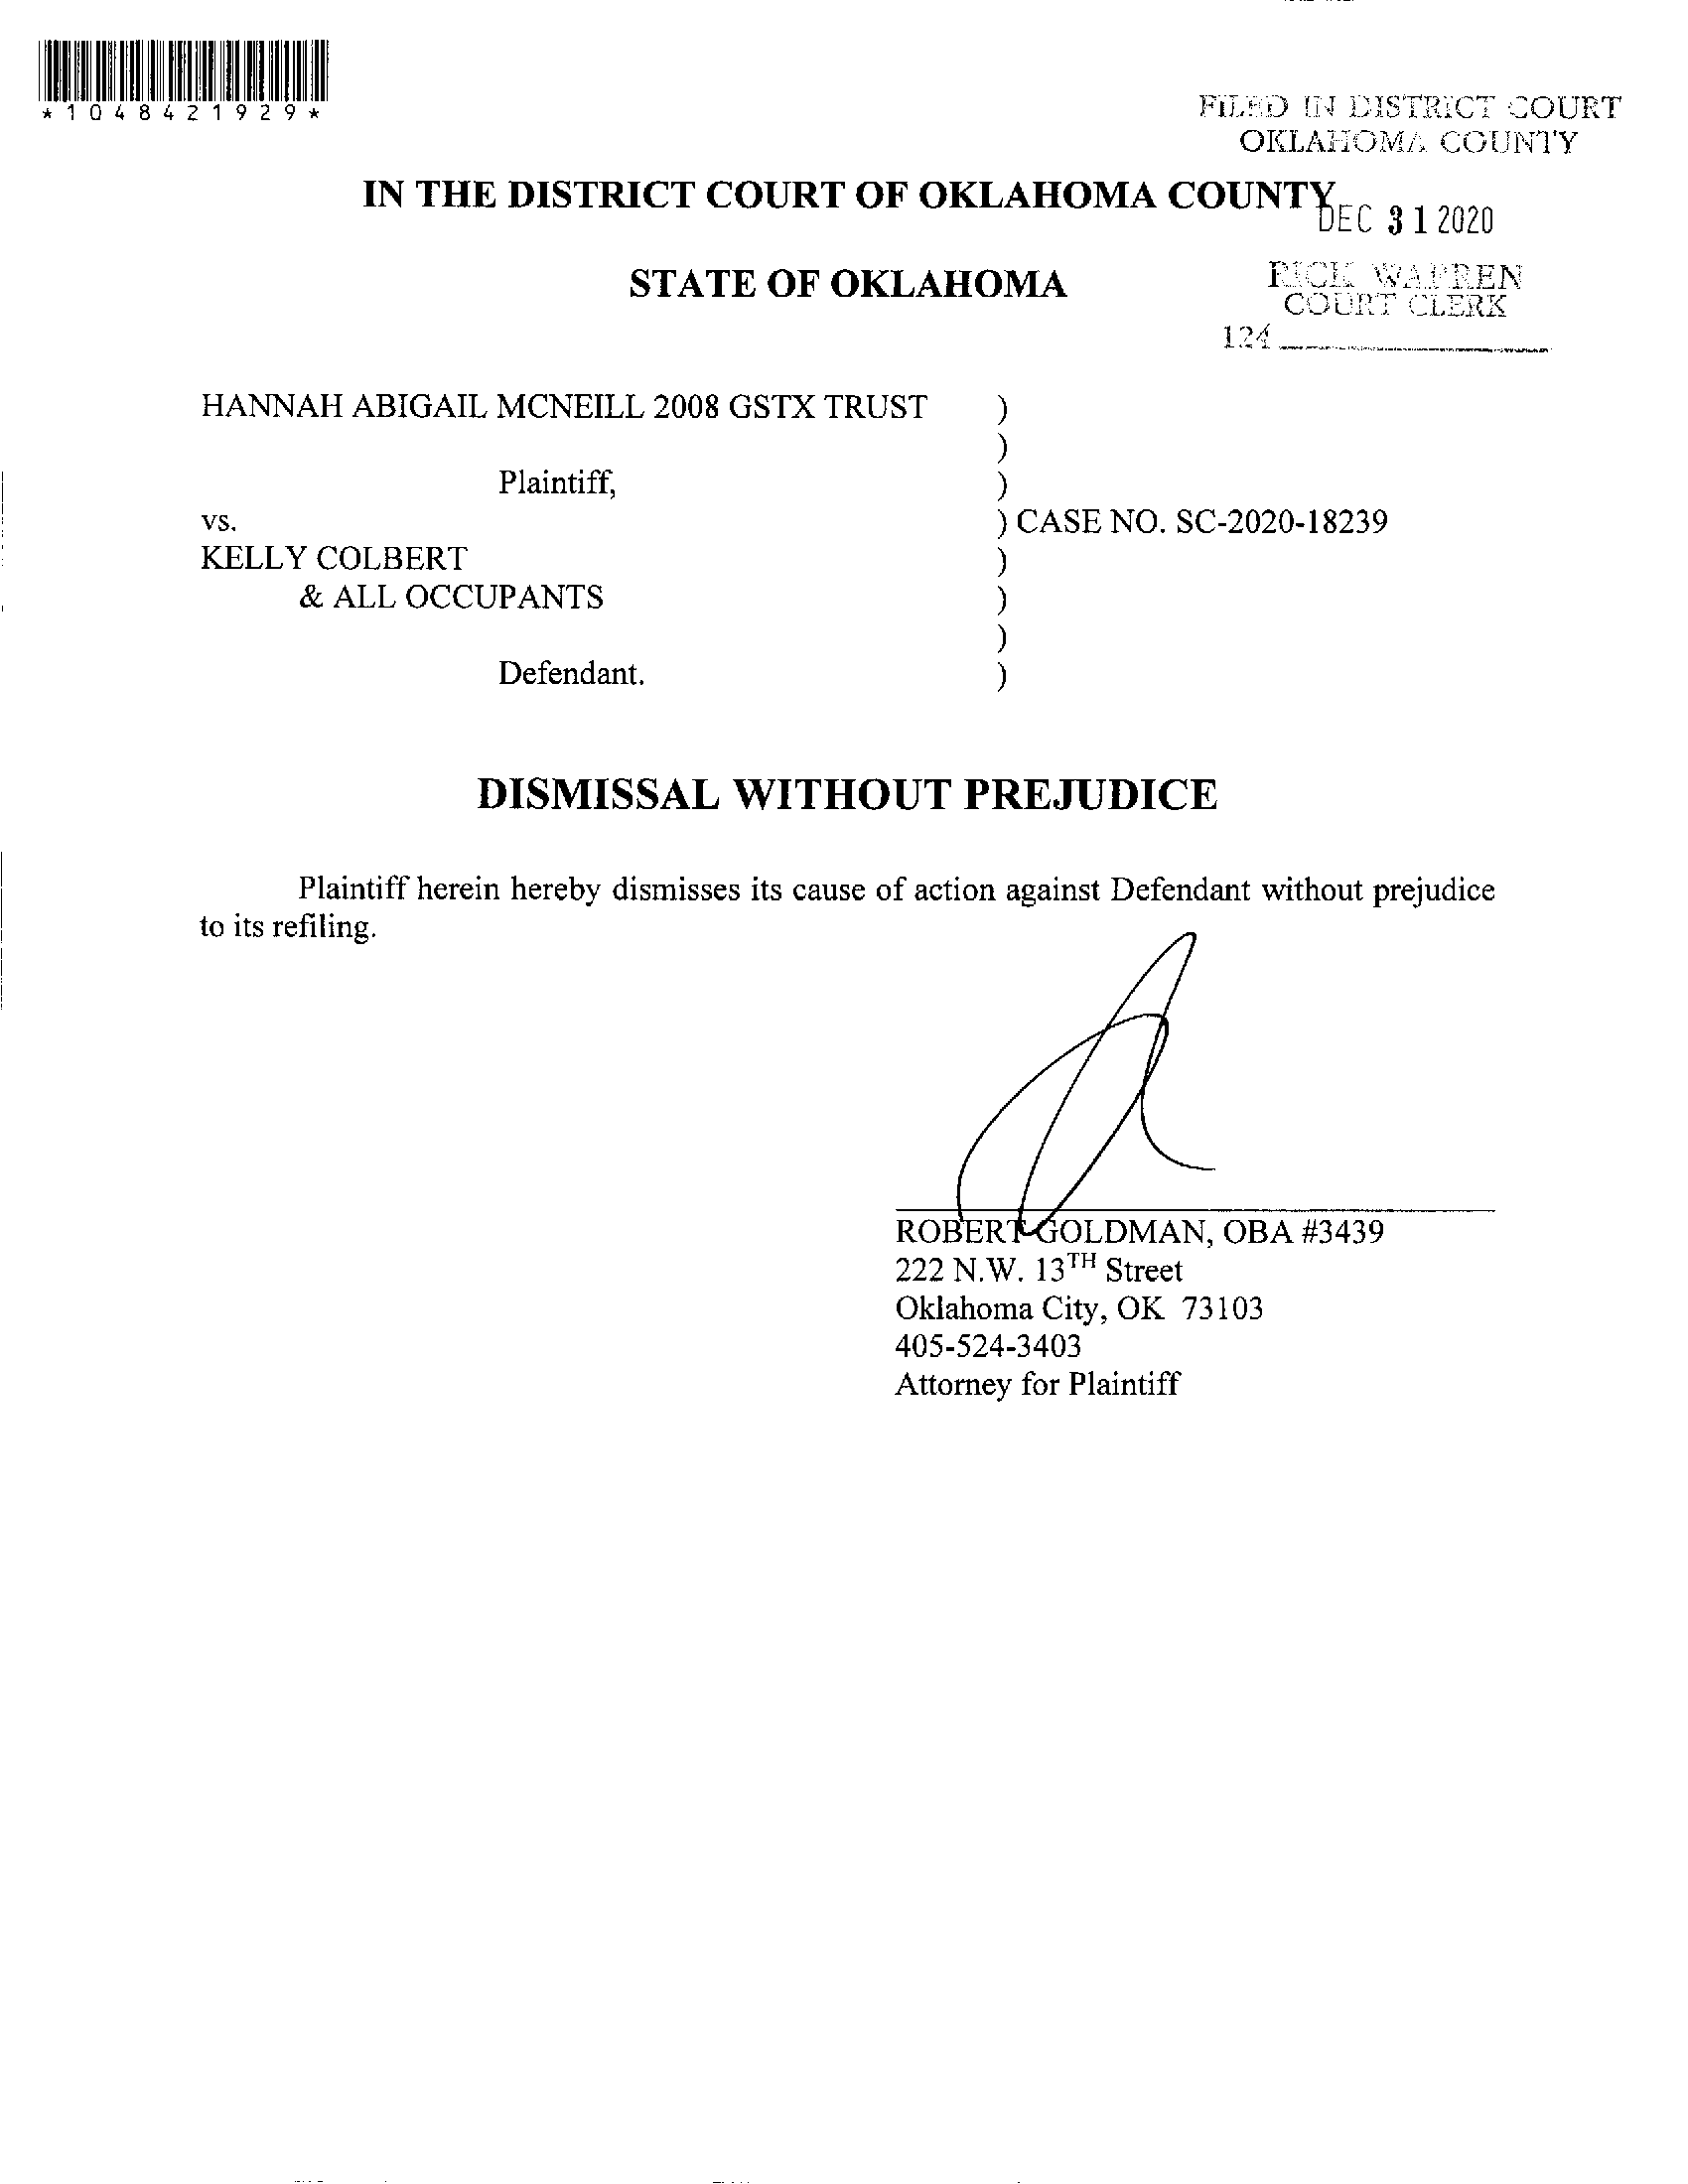 *1048421929*
FILED IN DISTRICT COURT
OKLAHOMA COUNTY
IN THE DISTRICT COURT OF OKLAHOMA COUNTY
DEC 31 2020
STATE OF OKLAHOMA
RICK WARREN
COURT CLERK
124
HANNAH ABIGAIL MCNEILL 2008 GSTX TRUST )
)
Plaintiff, )
vs. ) CASE NO. SC-2020-18239
KELLY COLBERT )
& ALL OCCUPANTS )
)
Defendant. )
DISMISSAL WITHOUT PREJUDICE
Plaintiff herein hereby dismisses its cause of action against Defendant without prejudice
to its refiling.
ROBERT GOLDMAN, OBA #3439
222 N.W. 13TH Street
Oklahoma City, OK 73103
405-524-3403
Attorney for Plaintiff